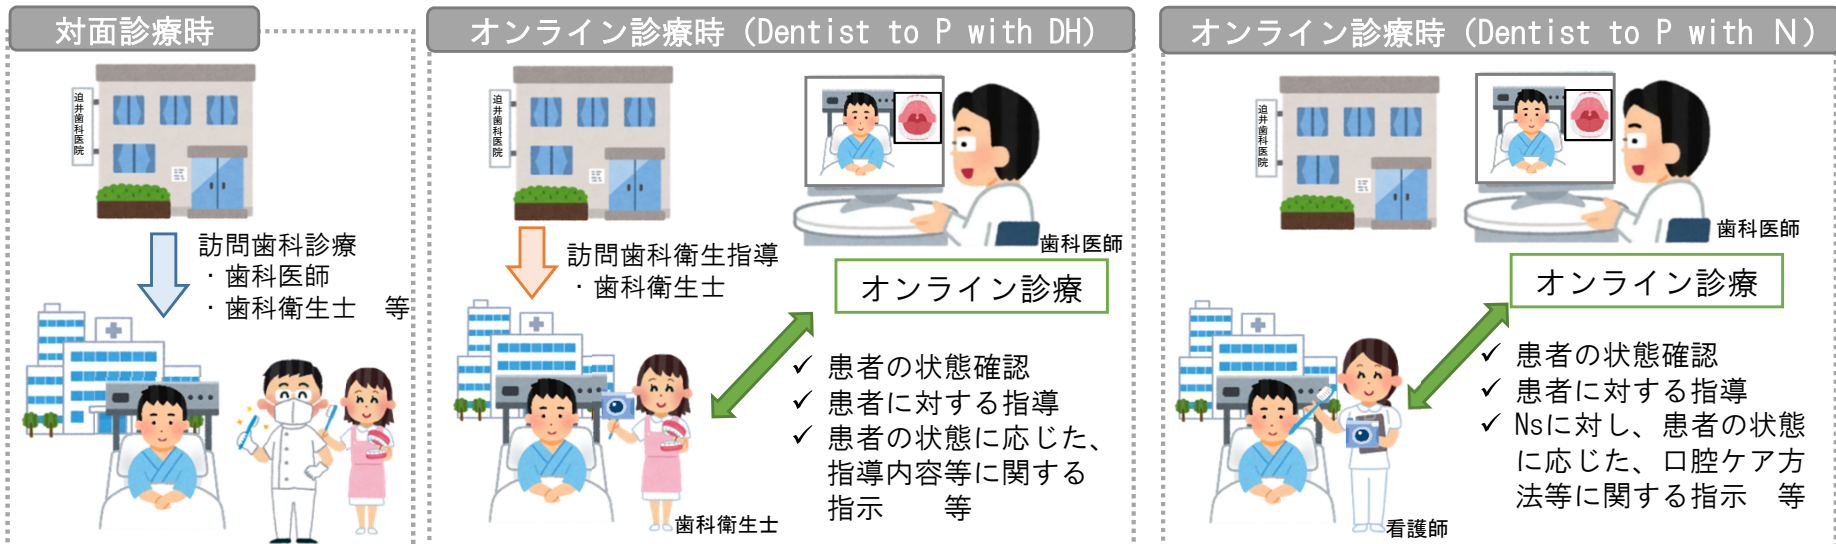 対面診療時
迫井歯科医院
訪問歯科診療
・歯科医師
・歯科衛生士　等
オンライン診療時（Dentist to P with DH）
迫井歯科医院
歯科医師
訪問歯科衛生指導
・歯科衛生士
オンライン診療
✓ 患者の状態確認
✓ 患者に対する指導
✓ 患者の状態に応じた、
指導内容等に関する
指示　　等
歯科衛生士
オンライン診療時（Dentist to P with N）
迫井歯科医院
歯科医師
オンライン診療
✓ 患者の状態確認
✓ 患者に対する指導
✓ Nsに対し、患者の状態
に応じた、口腔ケア方
法等に関する指示　等
看護師